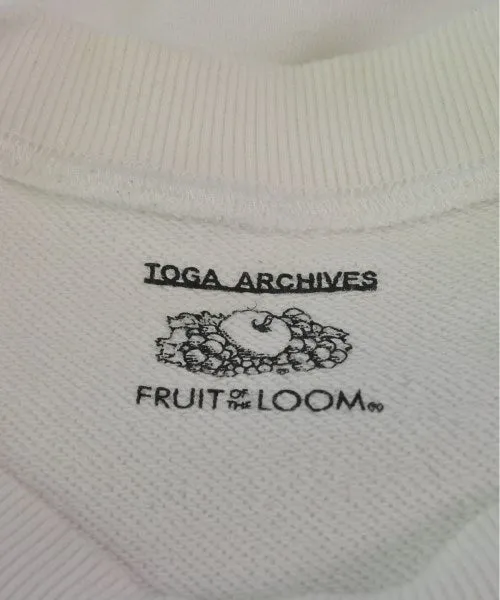 TOGA ARCHIVES
FRUIT OF THE LOOM®